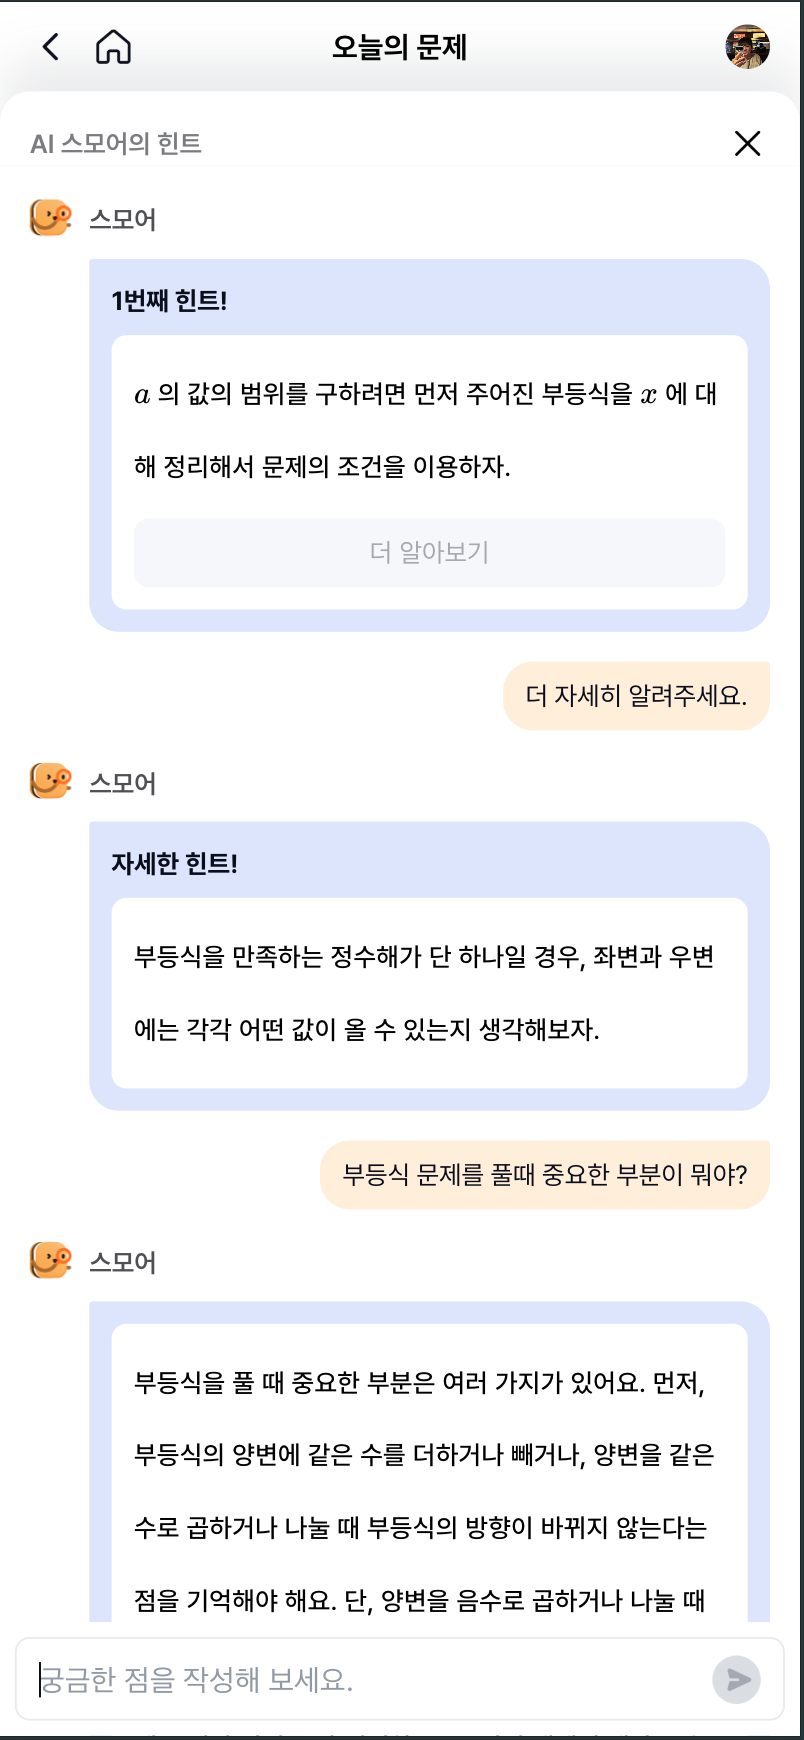 오늘의 문제
AI 스모어의 힌트
스모어
1번째 힌트!
a 의 값의 범위를 구하려면 먼저 주어진 부등식을 x 에 대
해 정리해서 문제의 조건을 이용하자.
더 알아보기
더 자세히 알려주세요.
스모어
자세한 힌트!
부등식을 만족하는 정수해가 단 하나일 경우, 좌변과 우변
에는 각각 어떤 값이 올 수 있는지 생각해보자.
부등식 문제를 풀때 중요한 부분이 뭐야?
스모어
부등식을 풀 때 중요한 부분은 여러 가지가 있어요. 먼저,
부등식의 양변에 같은 수를 더하거나 빼거나, 양변을 같은
수로 곱하거나 나눌 때 부등식의 방향이 바뀌지 않는다는
점을 기억해야 해요. 단, 양변을 음수로 곱하거나 나눌 때
궁금한 점을 작성해 보세요.